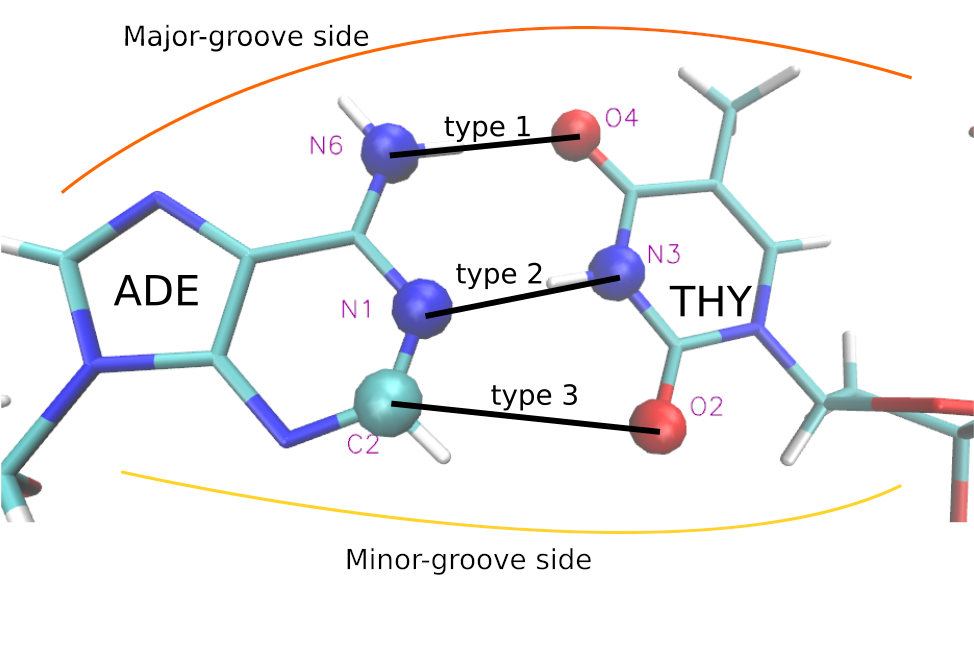 Major-groove side
type 1
O4
N6
N3
type 2
ADE
THY
N1
type 3
O2
C2
Minor-groove side